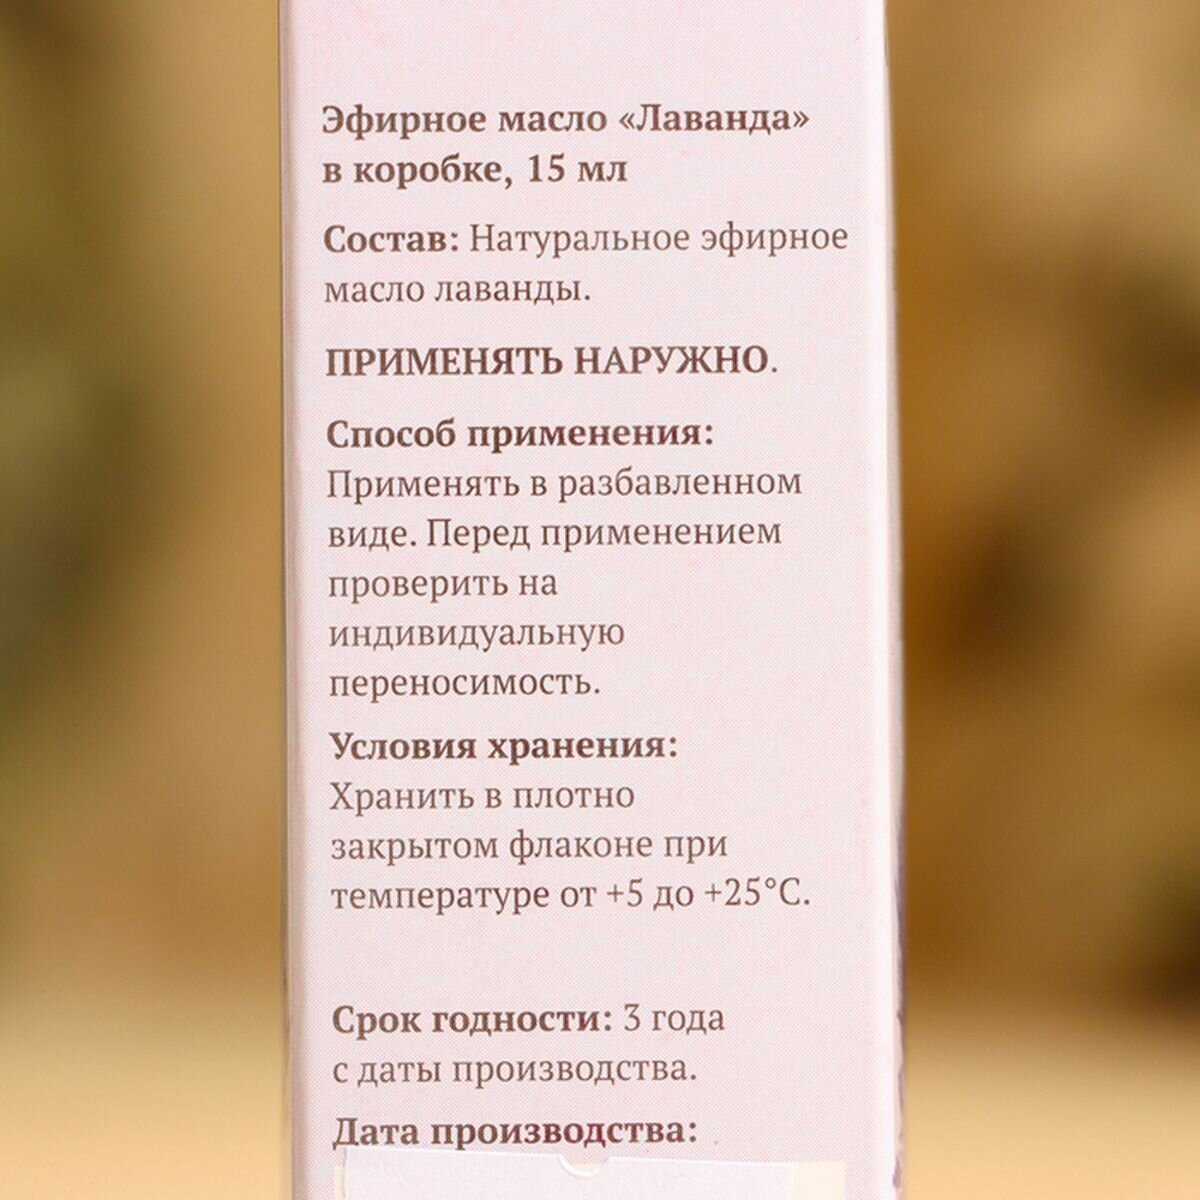 Эфирное масло «Лаванда»
в коробке, 15 мл
Состав: Натуральное эфирное
масло лаванды.
ПРИМЕНЯТЬ НАРУЖНО.
Способ применения:
Применять в разбавленном
виде. Перед применением
проверить на
индивидуальную
переносимость.
Условия хранения:
Хранить в плотно
закрытом флаконе при
температуре от +5 до +25°С.
Срок годности: 3 года
с даты производства.
Дата производства: